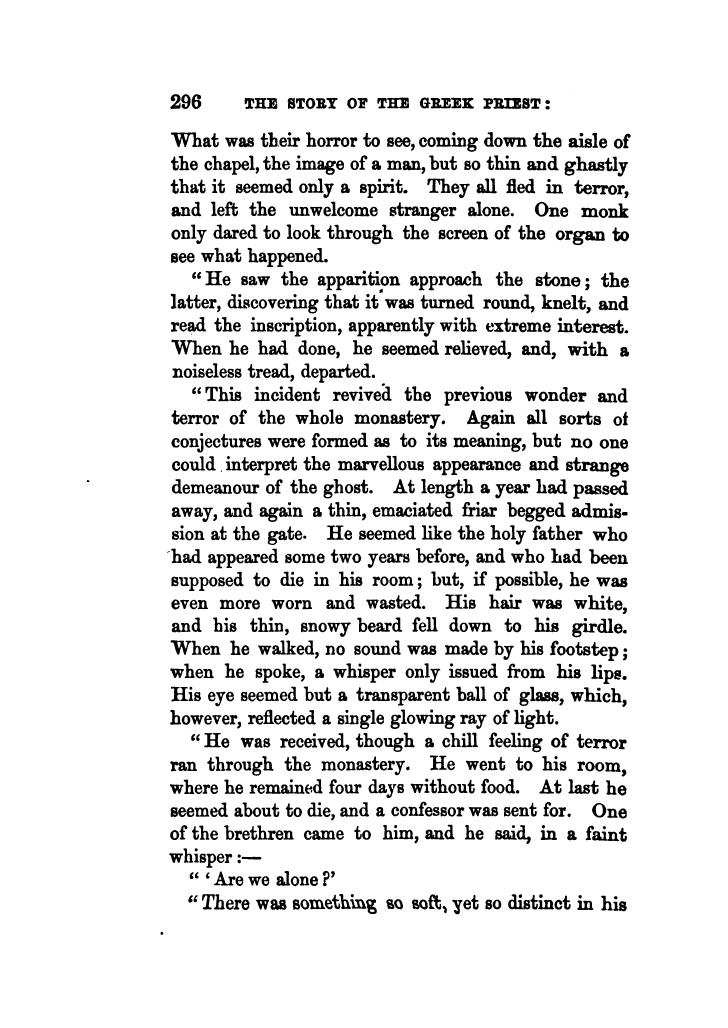 296 THE STORY OF THE GREEK PRIEST:
What was their horror to see, coming down the aisle of
the chapel, the image of a man, but so thin and ghastly
that it seemed only a spirit. They all fled in terror,
and left the unwelcome stranger alone. One monk
only dared to look through the screen of the organ to
see what happened.
“He saw the apparition approach the stone; the
latter, discovering that it was turned round, knelt, and
read the inscription, apparently with extreme interest.
When he had done, he seemed relieved, and, with a
noiseless tread, departed.
“This incident revived the previous wonder and
terror of the whole monastery. Again all sorts of
conjectures were formed as to its meaning, but no one
could interpret the marvellous appearance and strange
demeanour of the ghost. At length a year had passed
away, and again a thin, emaciated friar begged admis-
sion at the gate. He seemed like the holy father who
had appeared some two years before, and who had been
supposed to die in his room; but, if possible, he was
even more worn and wasted. His hair was white,
and his thin, snowy beard fell down to his girdle.
When he walked, no sound was made by his footstep;
when he spoke, a whisper only issued from his lips.
His eye seemed but a transparent ball of glass, which,
however, reflected a single glowing ray of light.
“He was received, though a chill feeling of terror
ran through the monastery. He went to his room,
where he remained four days without food. At last he
seemed about to die, and a confessor was sent for. One
of the brethren came to him, and he said, in a faint
whisper:—
“‘Are we alone?’
“There was something so soft, yet so distinct in his